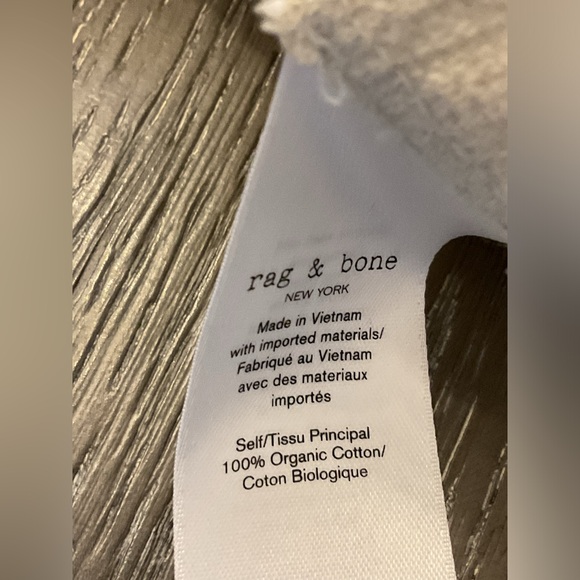 rag & bone
NEW YORK
Made in Vietnam
with imported materials/
Fabriqué au Vietnam
avec des materiaux
importés
Self/Tissu Principal
100% Organic Cotton/
Coton Biologique